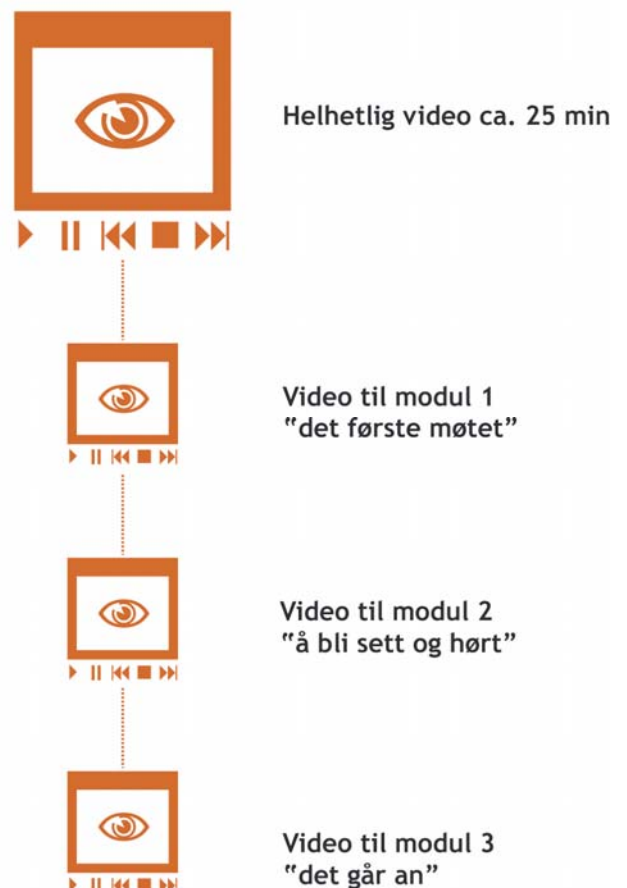 Helhetlig video ca. 25 min
Video til modul 1
“det første møtet”
Video til modul 2
“å bli sett og hørt”
Video til modul 3
“det går an”